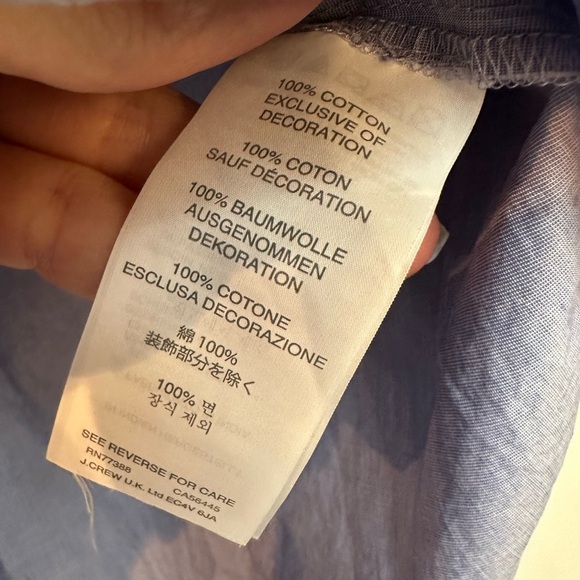 100% COTTON
EXCLUSIVE OF
DECORATION
100% COTON
SAUF DÉCORATION
100% BAUMWOLLE
AUSGENOMMEN
DEKORATION
100% COTONE
ESCLUSA DECORAZIONE
綿 100%
装飾部分を除く
100% 면
장식 제외
SEE REVERSE FOR CARE
RN77388 CA56445
J.CREW U.K. Ltd EC4V 6JA